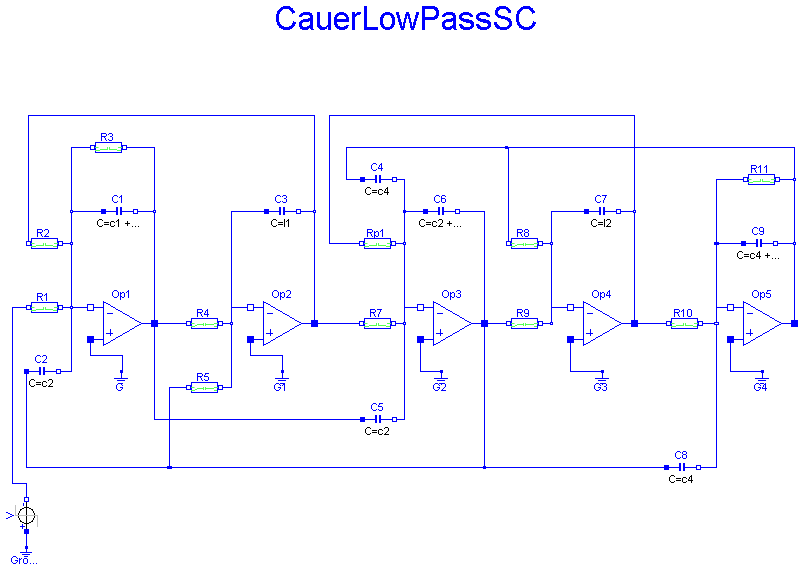 CauerLowPassSC
R3
C4
C=c4
R11
C1
C=c1 +...
C3
C=l1
C6
C=c2 +...
C7
C=l2
R2
Rp1
R8
C9
C=c4 +...
R1
Op1
Op2
Op3
Op4
Op5
R4
R7
R9
R10
C2
C=c2
R5
G
G1
G2
G3
G4
C5
C=c2
C8
C=c4
V
Gro...